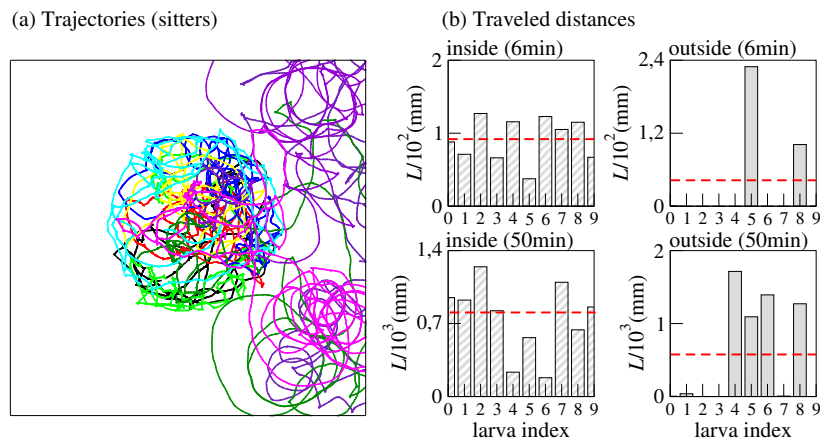 (a) Trajectories (sitters)
(b) Traveled distances
inside (6min)
2
1
0
L/10²(mm)
0 1 2 3 4 5 6 7 8 9
outside (6min)
2.4
1.2
0
L/10²(mm)
0 1 2 3 4 5 6 7 8 9
inside (50min)
1.4
0.7
0
L/10³(mm)
0 1 2 3 4 5 6 7 8 9
larva index
outside (50min)
2
1
0
L/10³(mm)
0 1 2 3 4 5 6 7 8 9
larva index